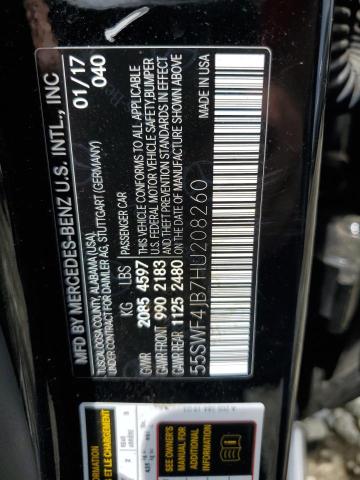 MFD BY MERCEDES-BENZ U.S. INTL., INC
TUSCALOOSA COUNTY, ALABAMA (USA)
UNDER CONTRACT FOR DAIMLER AG, STUTTGART (GERMANY)
01/17
040
KG LBS PASSENGER CAR
GVWR 2085 4597
GAWR 990 2183
GAWR 1125 2480
THIS VEHICLE CONFORMS TO ALL APPLICABLE
U.S. FEDERAL MOTOR VEHICLE SAFETY,BUMPER
AND THEFT PREVENTION STANDARDS
IN EFFECT ON THE DATE OF MANUFACTURE SHOWN ABOVE
55SWF4JB7HU208260 MADE IN USA
SEE OWNER'S
MANUAL FOR
ADDITIONAL
INFORMATION